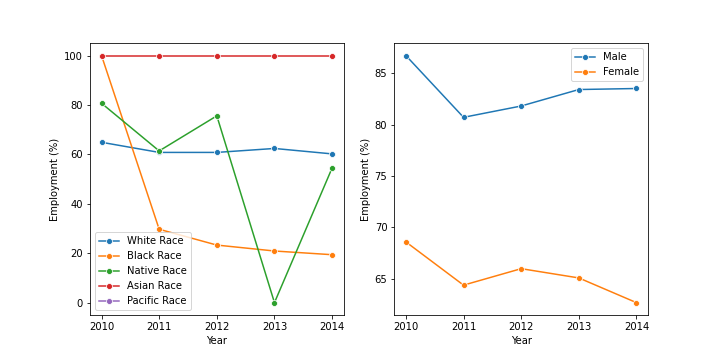 100
80
60
40
20
0
Employment (%)
White Race
Black Race
Native Race
Asian Race
Pacific Race
2010 2011 2012 2013 2014
Year
85
80
75
70
65
Employment (%)
Male
Female
2010 2011 2012 2013 2014
Year